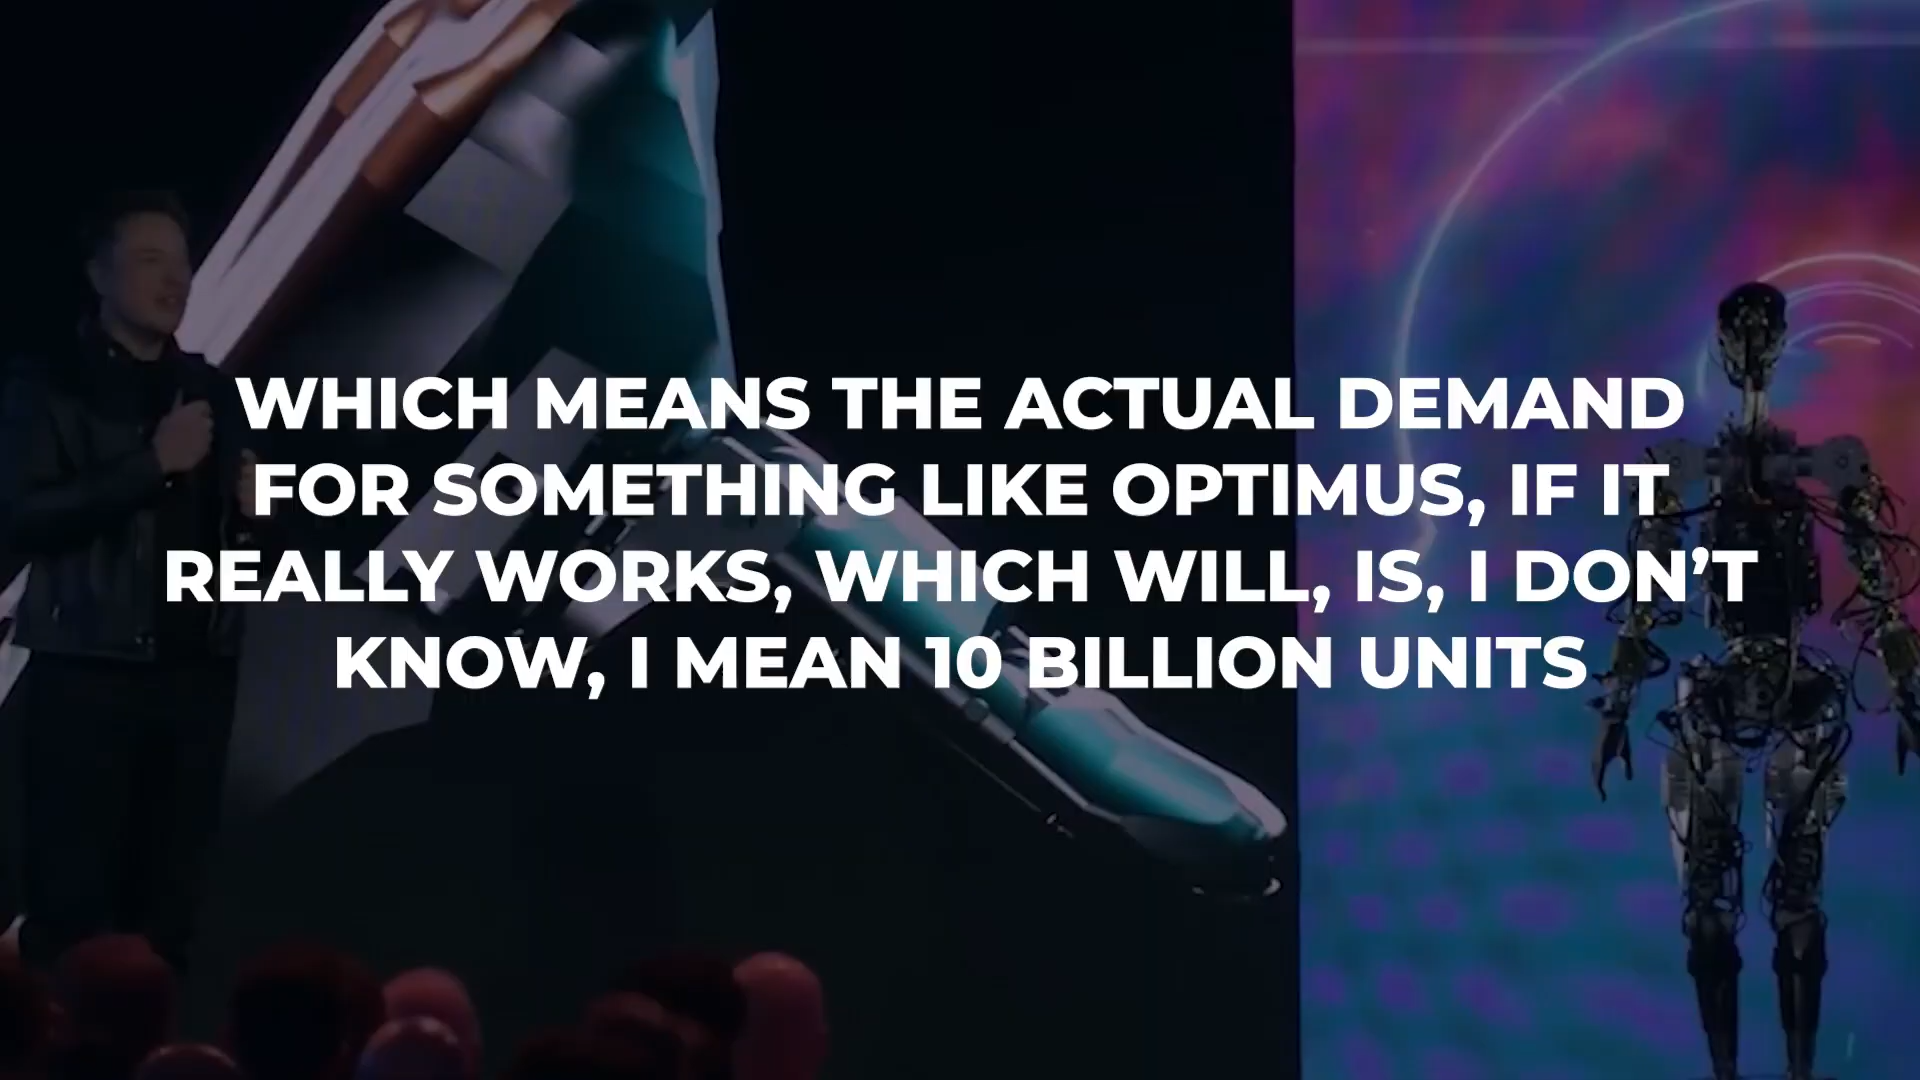 WHICH MEANS THE ACTUAL DEMAND
FOR SOMETHING LIKE OPTIMUS, IF IT
REALLY WORKS, WHICH WILL, IS, I DON’T
KNOW, I MEAN 10 BILLION UNITS